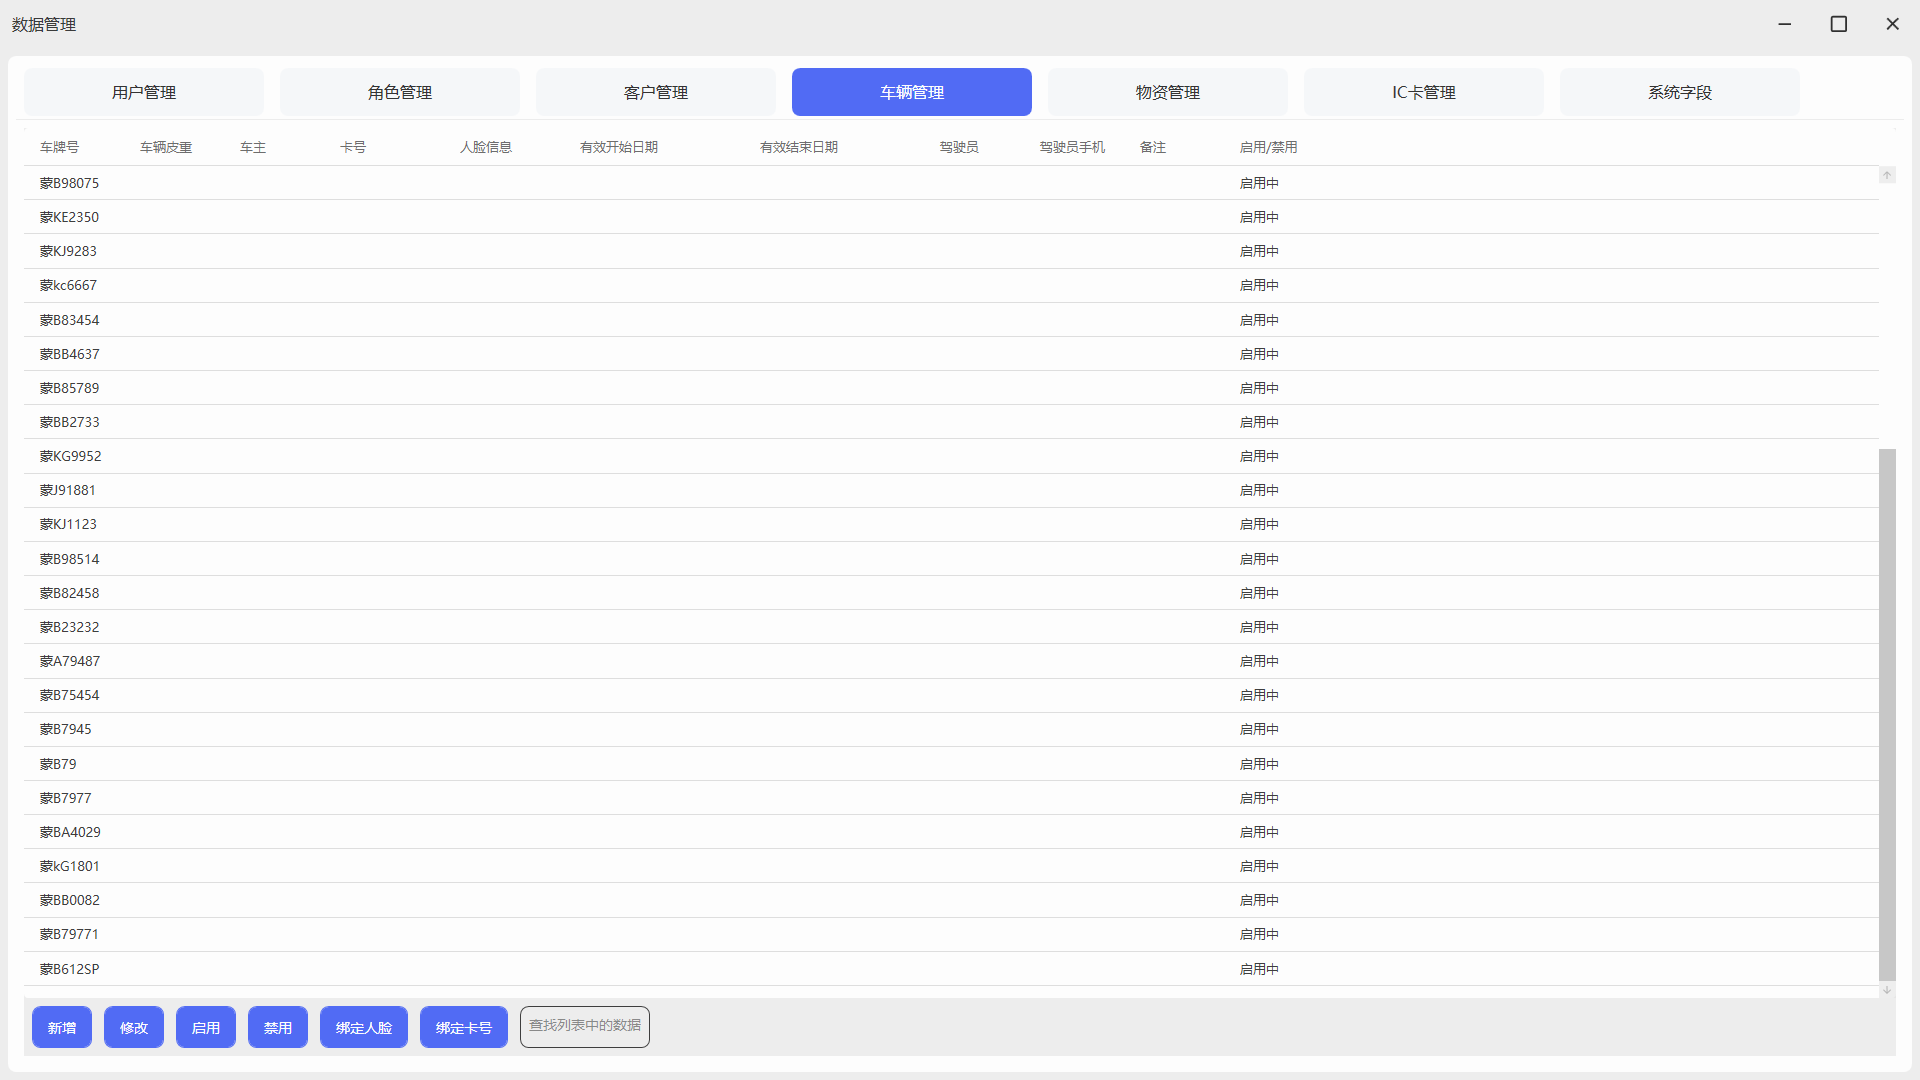 数据管理
用户管理 角色管理 客户管理 车辆管理 物资管理 IC卡管理 系统字段
车牌号 车辆皮重 车主 卡号 人脸信息 有效开始日期 有效结束日期 驾驶员 驾驶员手机 备注 启用/禁用
蒙B98075 启用中
蒙KE2350 启用中
蒙KJ9283 启用中
蒙kc6667 启用中
蒙B83454 启用中
蒙BB4637 启用中
蒙B85789 启用中
蒙BB2733 启用中
蒙KG9952 启用中
蒙J91881 启用中
蒙KJ1123 启用中
蒙B98514 启用中
蒙B82458 启用中
蒙B23232 启用中
蒙A79487 启用中
蒙B75454 启用中
蒙B7945 启用中
蒙B79 启用中
蒙B7977 启用中
蒙BA4029 启用中
蒙kG1801 启用中
蒙BB0082 启用中
蒙B79771 启用中
蒙B612SP 启用中
新增 修改 启用 禁用 绑定人脸 绑定卡号 查找列表中的数据